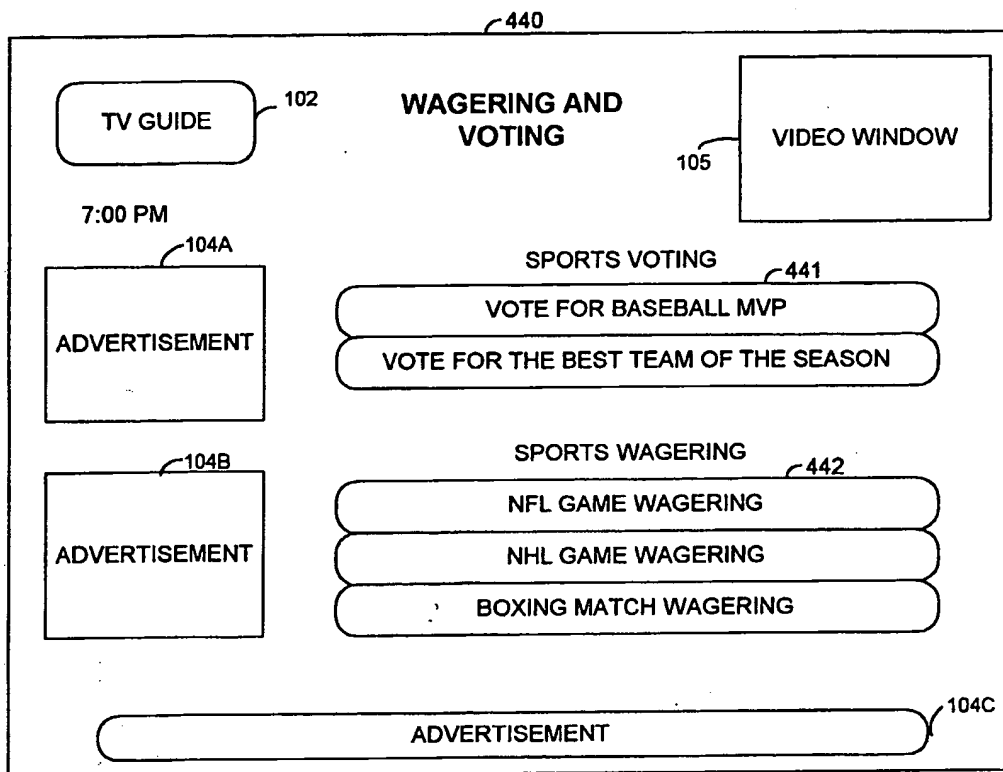 440
TV GUIDE
102
WAGERING AND
VOTING
105
VIDEO WINDOW
7:00 PM
104A
ADVERTISEMENT
SPORTS VOTING
441
VOTE FOR BASEBALL MVP
VOTE FOR THE BEST TEAM OF THE SEASON
104B
ADVERTISEMENT
SPORTS WAGERING
442
NFL GAME WAGERING
NHL GAME WAGERING
BOXING MATCH WAGERING
ADVERTISEMENT
104C